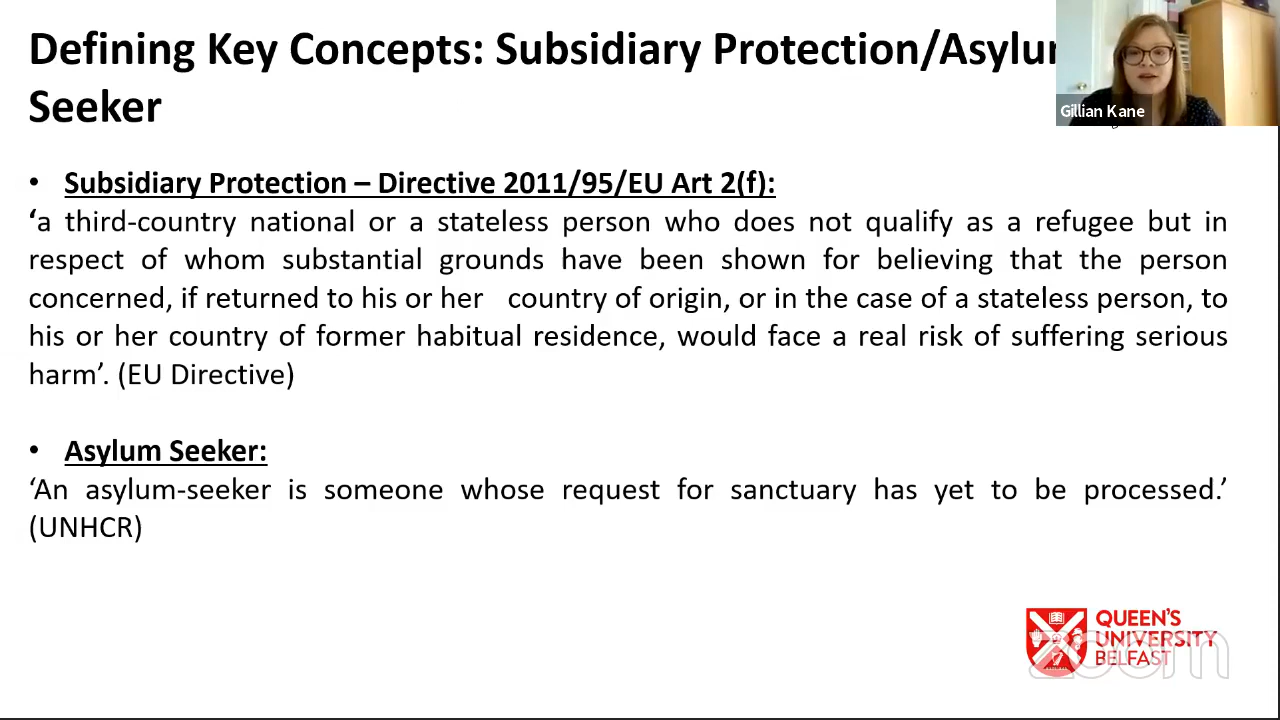 Defining Key Concepts: Subsidiary Protection/Asylum
Seeker
Gillian Kane
• Subsidiary Protection – Directive 2011/95/EU Art 2(f):
‘a third-country national or a stateless person who does not qualify as a refugee but in
respect of whom substantial grounds have been shown for believing that the person
concerned, if returned to his or her country of origin, or in the case of a stateless person, to
his or her country of former habitual residence, would face a real risk of suffering serious
harm’. (EU Directive)
• Asylum Seeker:
‘An asylum-seeker is someone whose request for sanctuary has yet to be processed.’
(UNHCR)
QUEEN'S
UNIVERSITY
BELFAST
zoom